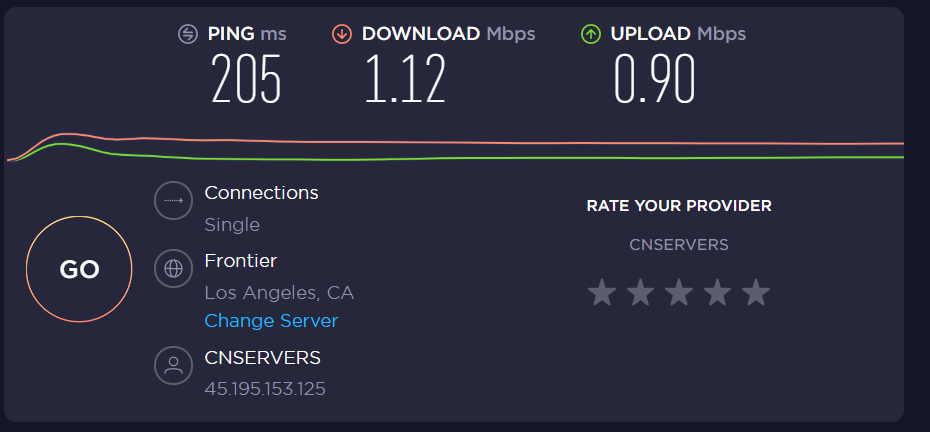 PING ms
DOWNLOAD Mbps
UPLOAD Mbps
205
1.12
0.90
GO
Connections
Single
Frontier
Los Angeles, CA
Change Server
CNSERVERS
45.195.153.125
RATE YOUR PROVIDER
CNSERVERS